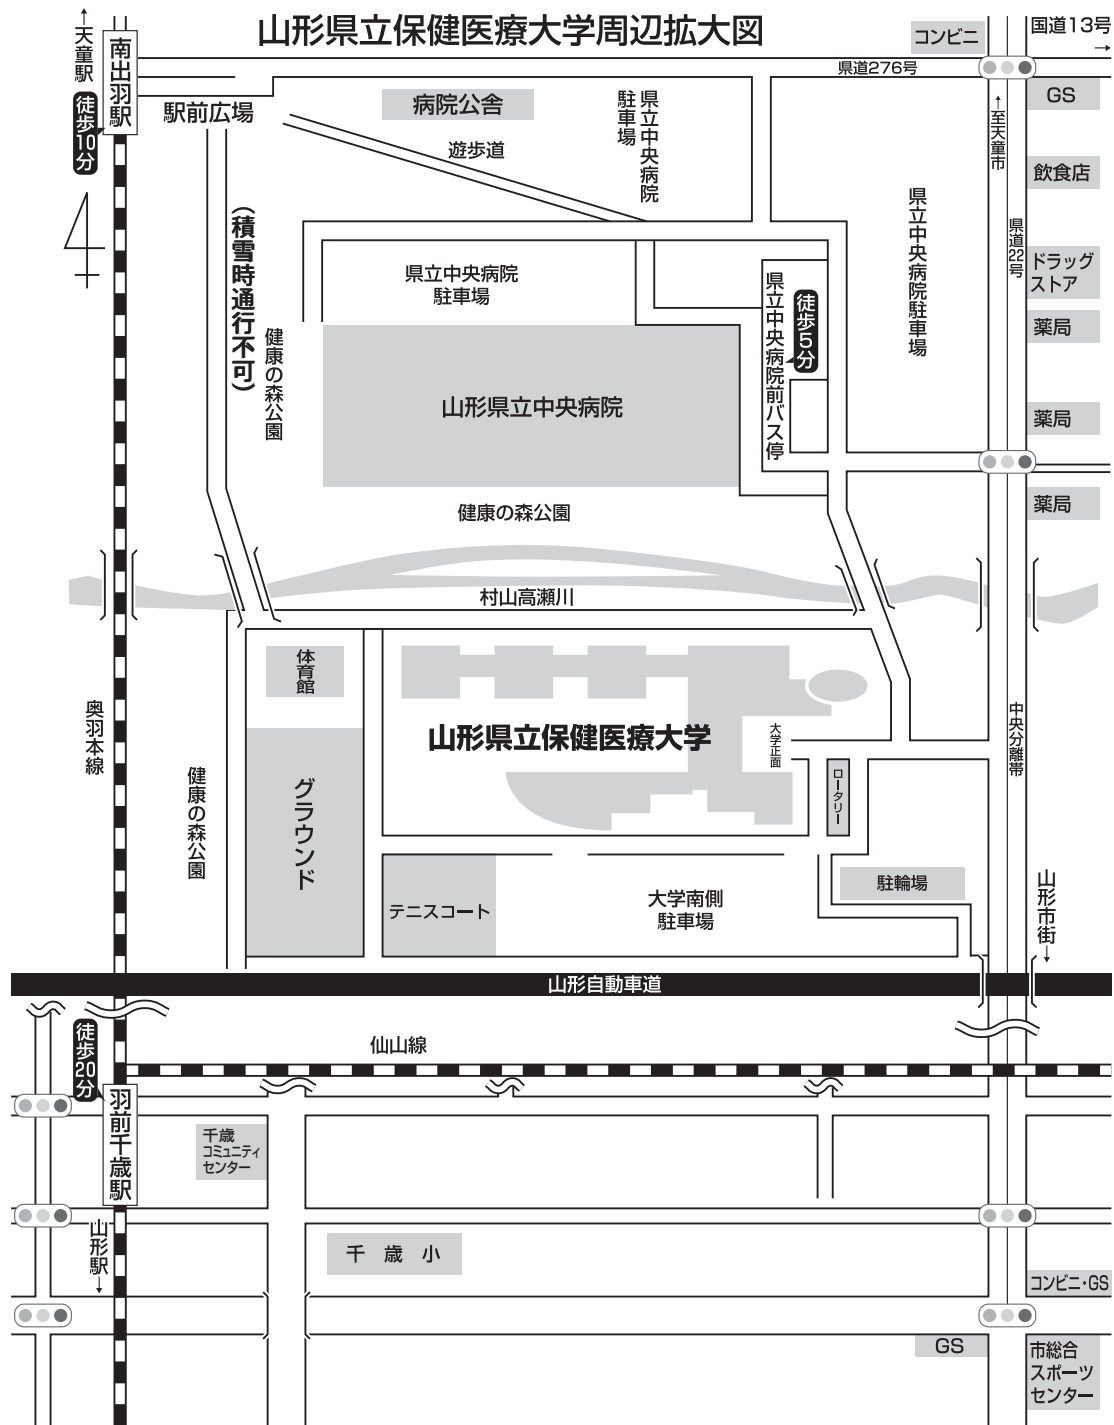 山形県立保健医療大学周辺拡大図
↑天童駅
南出羽駅
徒歩10分
コンビニ
国道13号
→
県道276号
駅前広場
病院公舎
県立中央病院
駐車場
遊歩道
↑至天童市
GS
飲食店
県道22号
ドラッグ
ストア
薬局
薬局
薬局
(積雪時通行不可)
健康の森公園
県立中央病院
駐車場
県立中央病院前バス停
徒歩5分
県立中央病院駐車場
山形県立中央病院
健康の森公園
村山高瀬川
体育館
山形県立保健医療大学
大学正面
ロータリー
中央分離帯
奥羽本線
健康の森公園
グラウンド
テニスコート
大学南側
駐車場
駐輪場
山形市街↓
山形自動車道
徒歩20分
仙山線
羽前千歳駅
千歳
コミュニティ
センター
山形駅↓
千歳小
コンビニ・GS
GS
市総合
スポーツ
センター